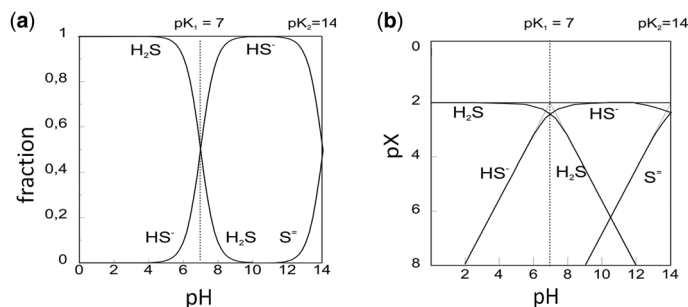 (a)
pK₁ = 7
pK₂=14
1
0,8
0,6
0,4
0,2
0
fraction
H₂S
HS⁻
HS⁻
H₂S
S⁼
0 2 4 6 8 10 12 14
pH
(b)
pK₁ = 7
pK₂=14
0
2
4
6
8
pX
H₂S
HS⁻
HS⁻
H₂S
S⁼
0 2 4 6 8 10 12 14
pH